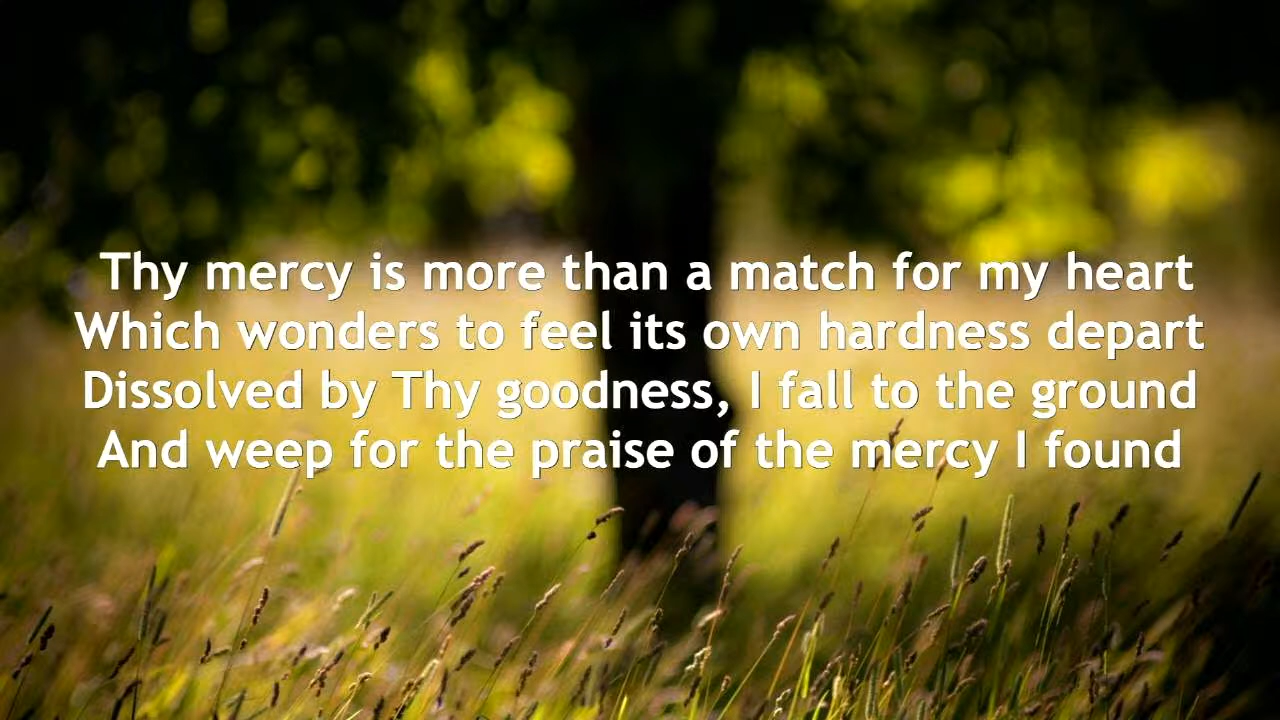 Thy mercy is more than a match for my heart
Which wonders to feel its own hardness depart
Dissolved by Thy goodness, I fall to the ground
And weep for the praise of the mercy I found